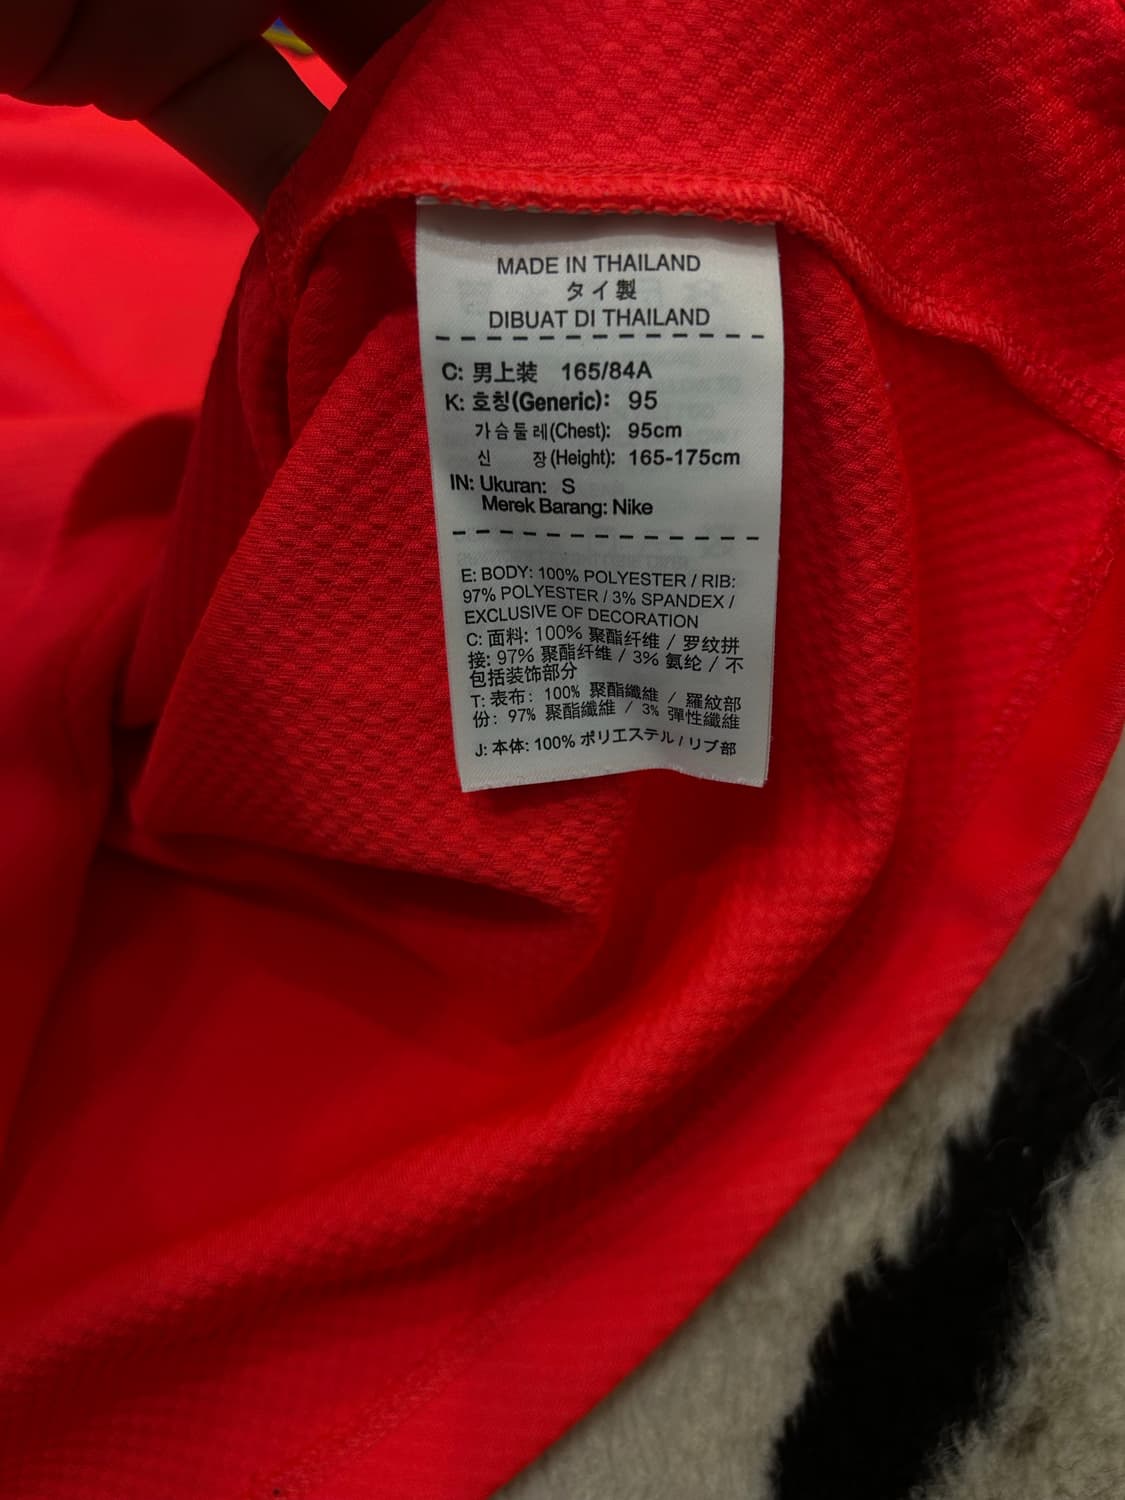 MADE IN THAILAND
タイ製
DIBUAT DI THAILAND
C: 男上装 165/84A
K: 호칭(Generic): 95
가슴둘레(Chest): 95cm
신 장(Height): 165-175cm
IN: Ukuran: S
Merek Barang: Nike
E: BODY: 100% POLYESTER / RIB:
97% POLYESTER / 3% SPANDEX /
EXCLUSIVE OF DECORATION
C: 面料: 100% 聚酯纤维 / 罗纹拼
接: 97% 聚酯纤维 / 3% 氨纶 / 不
包括装饰部分
T: 表布: 100% 聚酯纖維 / 羅紋部
份: 97% 聚酯纖維 / 3% 彈性纖維
J: 本体: 100% ポリエステル / リブ部